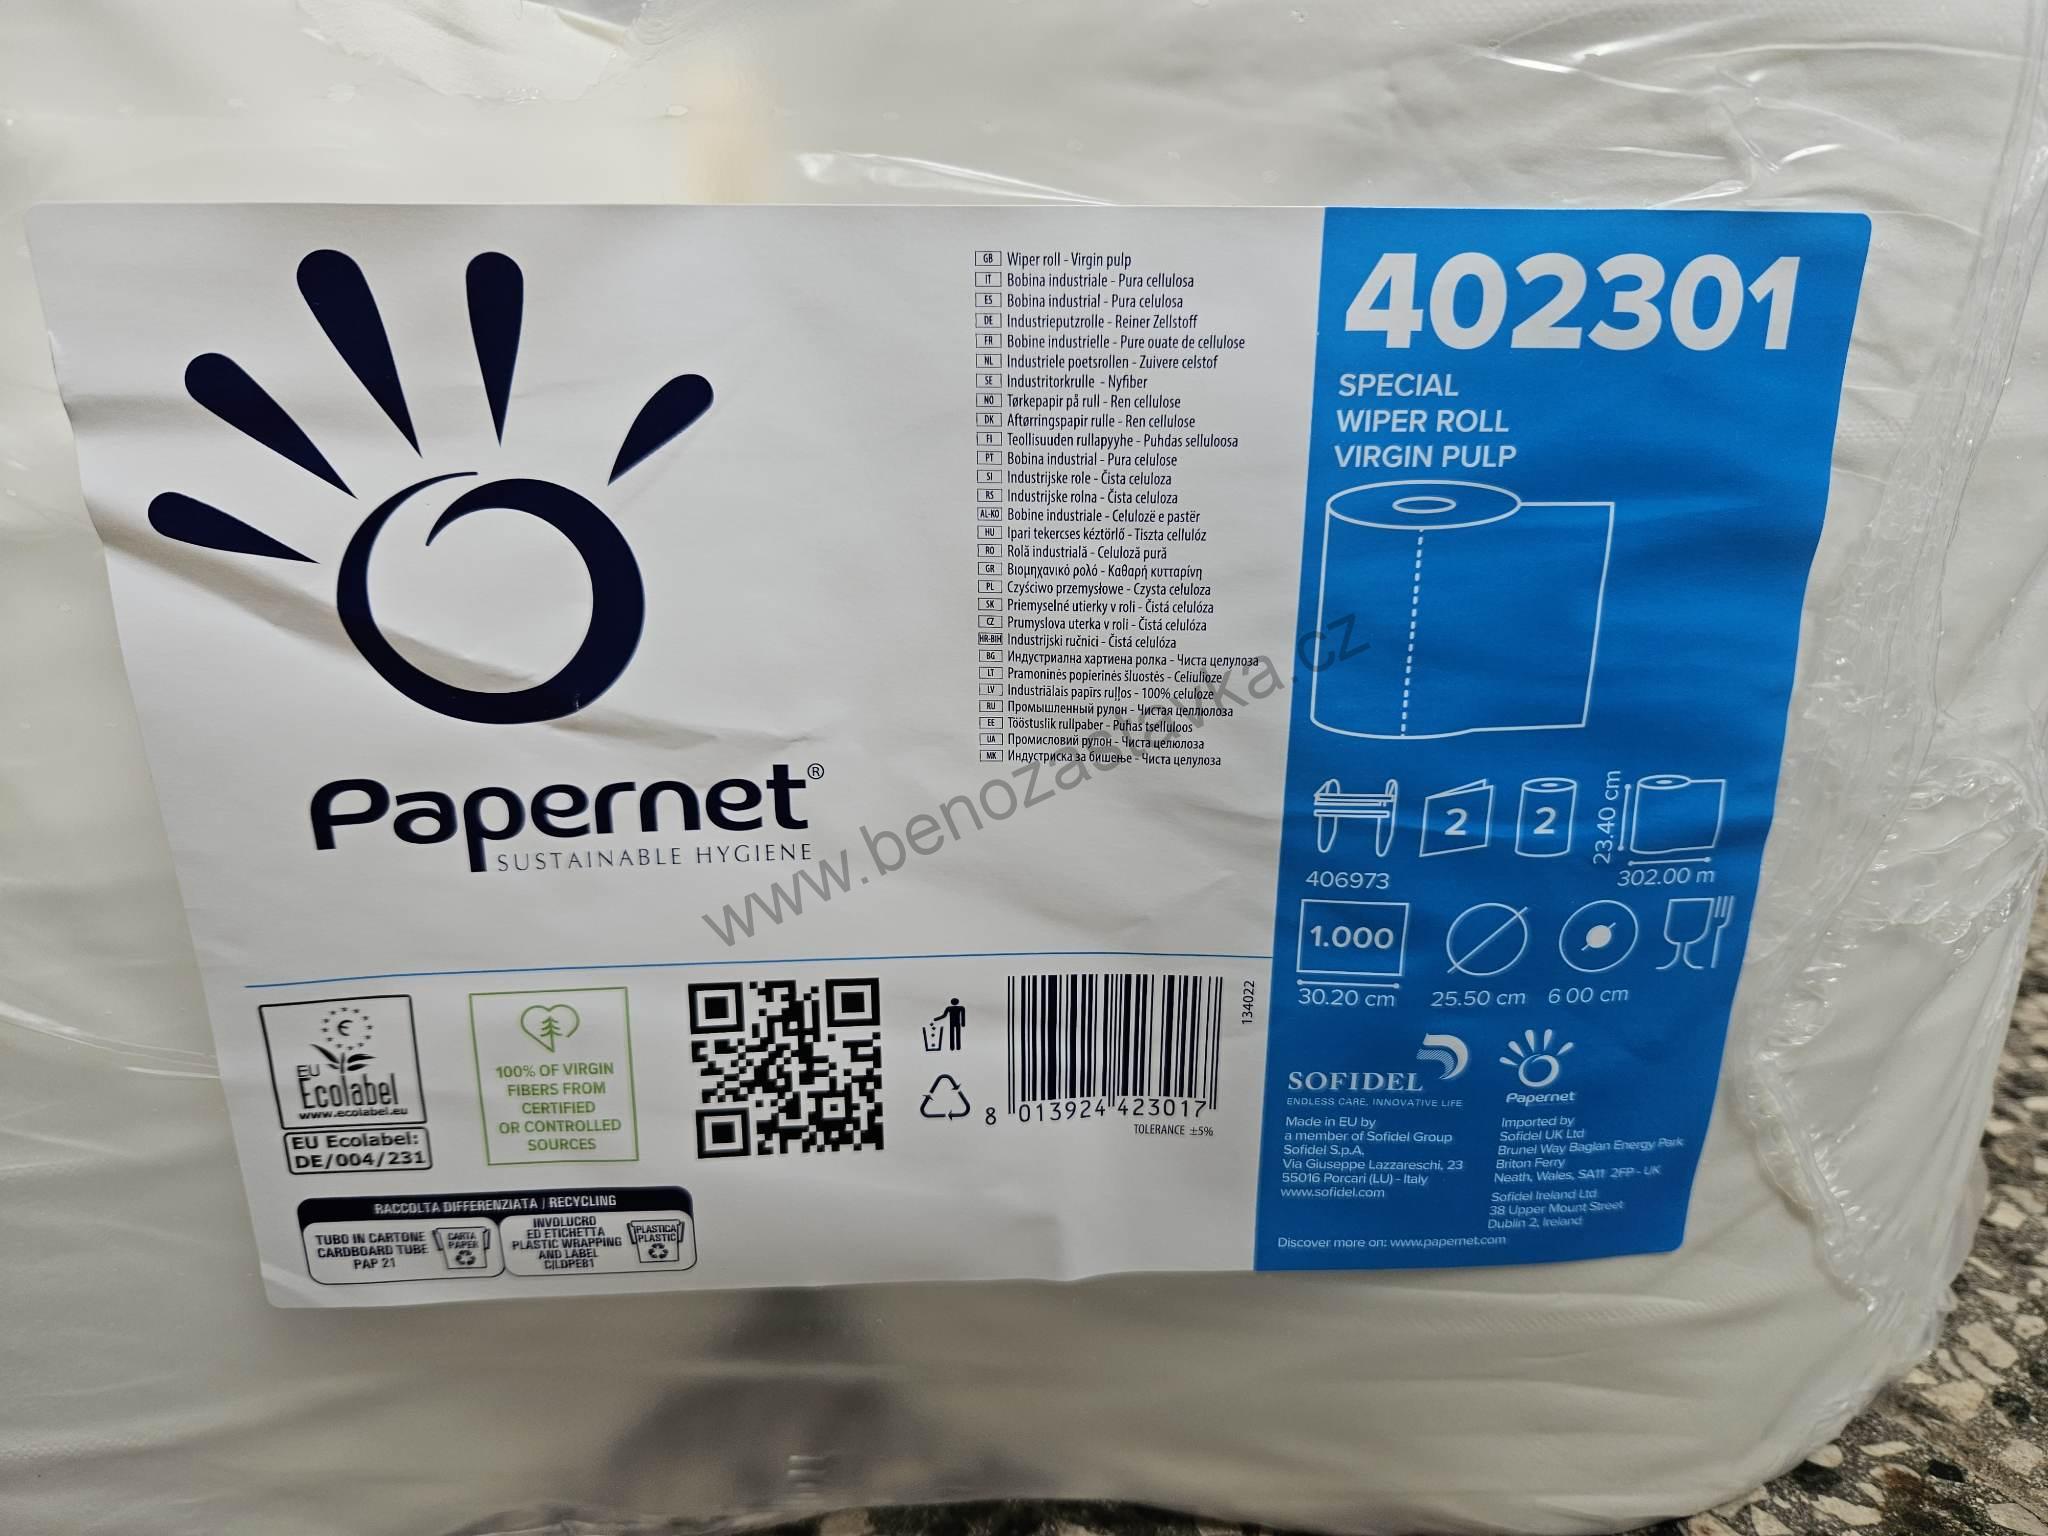 Papernet®
SUSTAINABLE HYGIENE
GB Wiper roll - Virgin pulp
IT Bobina industriale - Pura cellulosa
ES Bobina industrial - Pura celulosa
DE Industrieputzrolle - Reiner Zellstoff
FR Bobine industrielle - Pure ouate de cellulose
NL Industriele poetsrollen - Zuivere celstof
SE Industritorkrulle - Nyfiber
NO Tørkepapir på rull - Ren cellulose
DK Aftørringspapir rulle - Ren cellulose
FI Teollisuuden rullapyyhe - Puhdas selluloosa
PT Bobina industrial - Pura celulose
SI Industrijske role - Čista celuloza
RS Industrijske rolna - Čista celuloza
AL-KO Bobine industriale - Celulozë e pastër
HU Ipari tekercses kéztörlő - Tiszta cellulóz
RO Rolă industrială - Celuloză pură
GR Βιομηχανικό ρολό - Καθαρή κυτταρίνη
PL Czyściwo przemysłowe - Czysta celuloza
SK Priemyselné utierky v roli - Čistá celulóza
CZ Prumyslova uterka v roli - Čistá celulóza
HR-BIH Industrijski ručnici - Čistá celulóza
BG Индустриална хартиена ролка - Чиста целулоза
LT Pramoninės popierinės šluostės - Celiulioze
LV Industriālais papīrs ruļļos - 100% celuloze
RU Промышленный рулон - Чистая целлюлоза
EE Tööstuslik rullpaber - Puhas tselluloos
UA Промисловий рулон - Чиста целюлоза
MK Индустриска за бишење - Чиста целулоза
www.benozastavka.cz
402301
SPECIAL
WIPER ROLL
VIRGIN PULP
406973
2
2
23.40 cm
302.00 m
1.000
30.20 cm
25.50 cm
6 00 cm
EU
Ecolabel
www.ecolabel.eu
EU Ecolabel:
DE/004/231
100% OF VIRGIN
FIBERS FROM
CERTIFIED
OR CONTROLLED
SOURCES
8 013924 423017
134022
TOLERANCE ±5%
RACCOLTA DIFFERENZIATA / RECYCLING
TUBO IN CARTONE
CARDBOARD TUBE
PAP 21
CARTA
PAPER
INVOLUCRO
ED ETICHETTA
PLASTIC WRAPPING
AND LABEL
C/LDPE81
PLASTICA
PLASTIC
SOFIDEL
ENDLESS CARE, INNOVATIVE LIFE
Made in EU by
a member of Sofidel Group
Sofidel S.p.A.
Via Giuseppe Lazzareschi, 23
55016 Porcari (LU) - Italy
www.sofidel.com
Papernet
Imported by
Sofidel UK Ltd
Brunel Way Baglan Energy Park
Briton Ferry
Neath, Wales, SA11 2FP - UK
Sofidel Ireland Ltd
38 Upper Mount Street
Dublin 2, Ireland
Discover more on: www.papernet.com